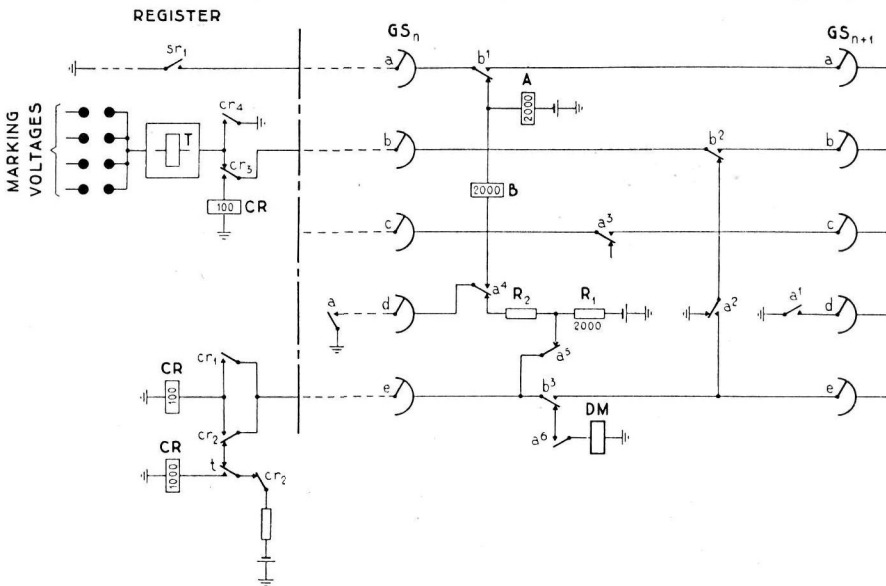 REGISTER
GSn
GSn+1
sr1
a
b1
a
A
2000
MARKING VOLTAGES
T
cr4
cr3
b
b2
b
100
CR
2000
B
c
a3
c
a
d
a4
R2
R1
2000
a2
a1
d
a5
cr1
CR
100
e
b3
e
cr2
a6
DM
CR
1000
t
cr2